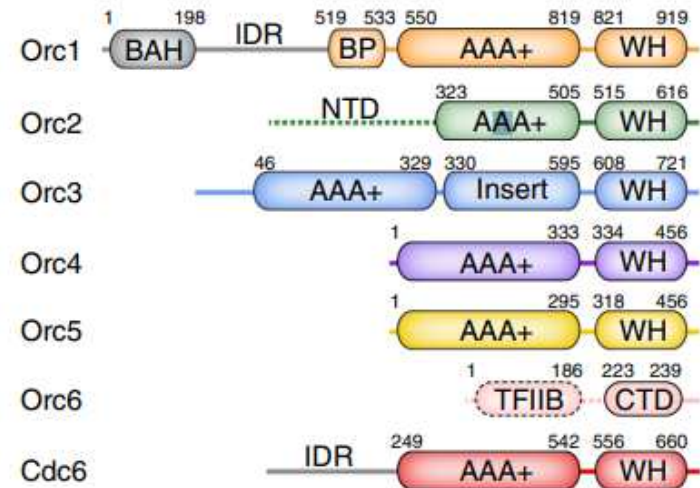 1 198 519 533 550 819 821 919
Orc1 BAH IDR BP AAA+ WH
323 505 515 616
Orc2 NTD AAA+ WH
46 329 330 595 608 721
Orc3 AAA+ Insert WH
1 333 334 456
Orc4 AAA+ WH
1 295 318 456
Orc5 AAA+ WH
1 186 223 239
Orc6 TFIIB CTD
249 542 556 660
Cdc6 IDR AAA+ WH